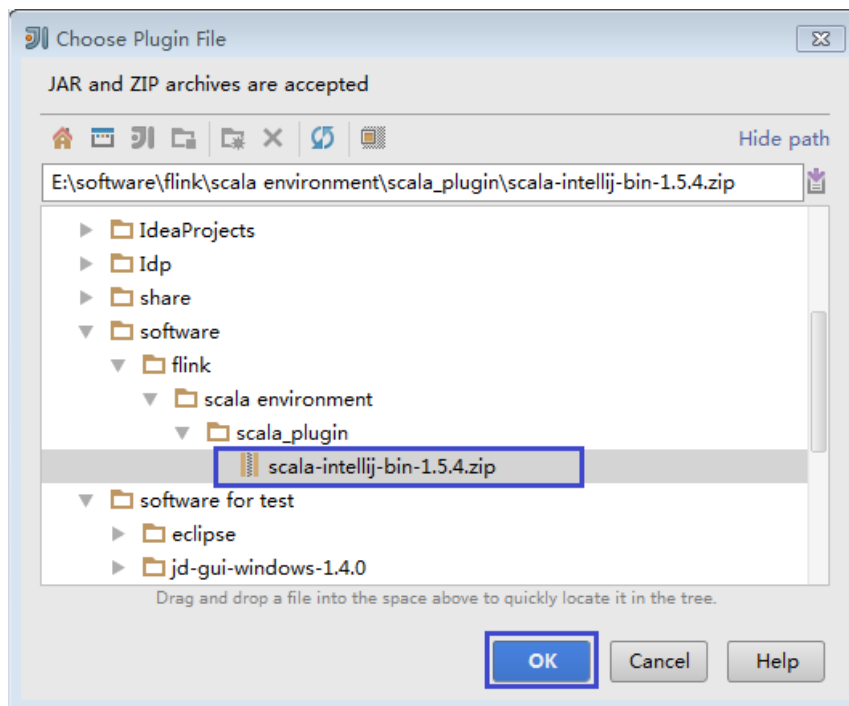 Choose Plugin File
JAR and ZIP archives are accepted
Hide path
E:\software\flink\scala environment\scala_plugin\scala-intellij-bin-1.5.4.zip
IdeaProjects
Idp
share
software
flink
scala environment
scala_plugin
scala-intellij-bin-1.5.4.zip
software for test
eclipse
jd-gui-windows-1.4.0
Drag and drop a file into the space above to quickly locate it in the tree.
OK Cancel Help